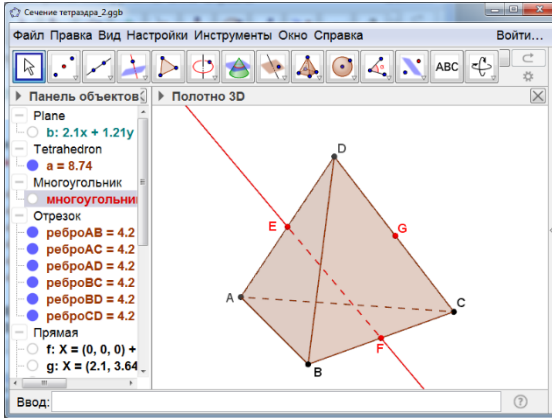 Сечение тетраэдра_2.ggb
Файл Правка Вид Настройки Инструменты Окно Справка Войти...
ABC
Панель объектов
Полотно 3D
Plane
b: 2.1x + 1.21y
Tetrahedron
a = 8.74
Многоугольник
многоугольни
Отрезок
реброAB = 4.2
реброAC = 4.2
реброAD = 4.2
реброBC = 4.2
реброBD = 4.2
реброCD = 4.2
Прямая
f: X = (0, 0, 0) +
g: X = (2.1, 3.64
D
E
G
A
C
F
B
Ввод: